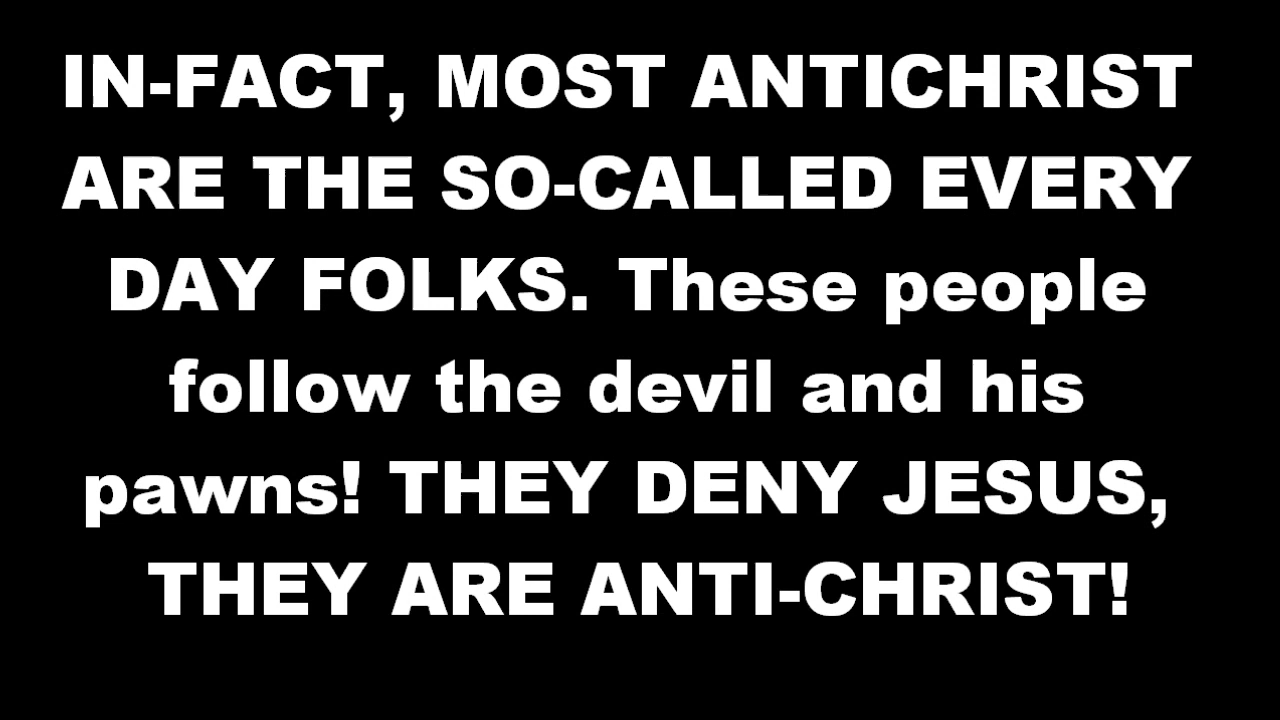 IN-FACT, MOST ANTICHRIST
ARE THE SO-CALLED EVERY
DAY FOLKS. These people
follow the devil and his
pawns! THEY DENY JESUS,
THEY ARE ANTI-CHRIST!